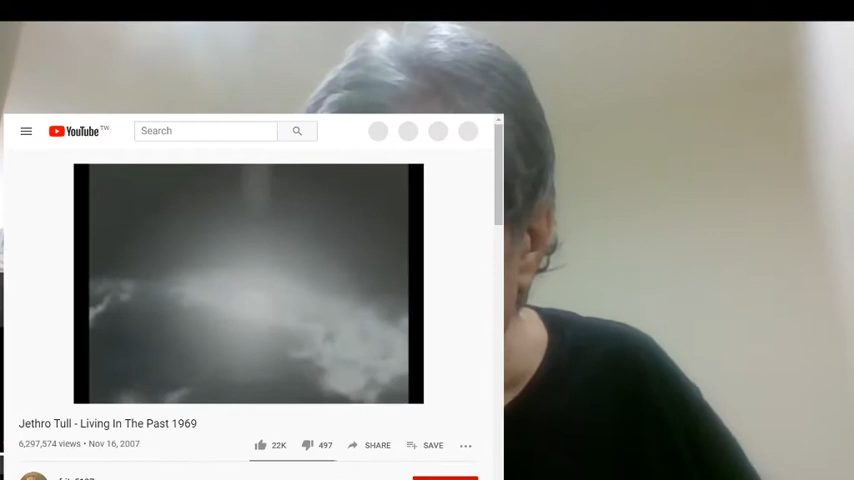 YouTube TW
Search
Jethro Tull - Living In The Past 1969
6,297,574 views • Nov 16, 2007
22K
497
SHARE
SAVE